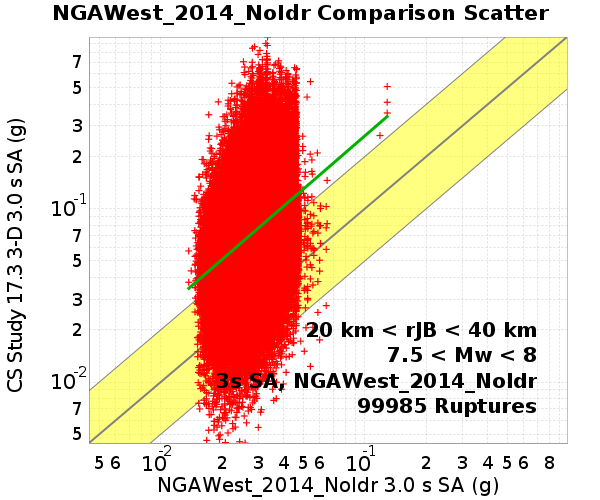 NGAWest_2014_NoIdr Comparison Scatter
CS Study 17.3 3-D 3.0 s SA (g)
7
5
3
2
10-1
7
5
3
2
10-2
7
5
20 km < rJB < 40 km
7.5 < Mw < 8
3s SA, NGAWest_2014_NoIdr
99985 Ruptures
5 6 10-2 2 3 4 5 6 10-1 2 3 4 5 6 8
NGAWest_2014_NoIdr 3.0 s SA (g)